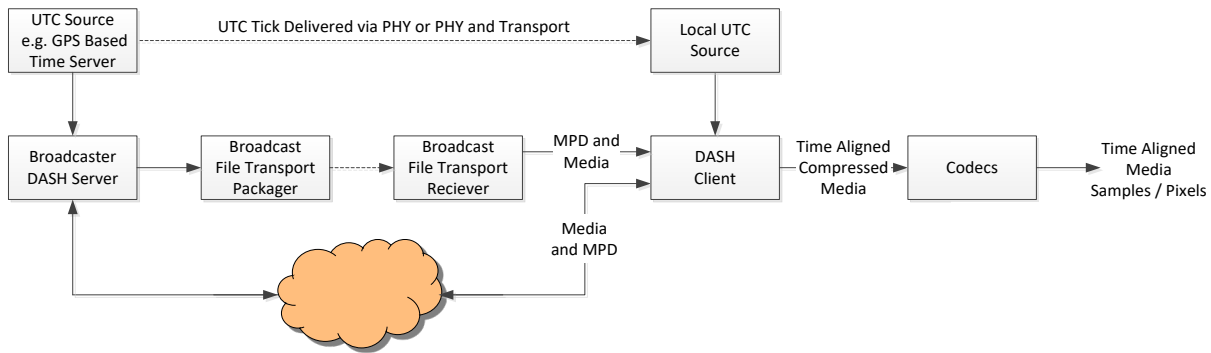 UTC Source
e.g. GPS Based
Time Server
UTC Tick Delivered via PHY or PHY and Transport
Local UTC
Source
Broadcaster
DASH Server
Broadcast
File Transport
Packager
Broadcast
File Transport
Reciever
MPD and
Media
DASH
Client
Time Aligned
Compressed
Media
Codecs
Time Aligned
Media
Samples / Pixels
Media
and MPD